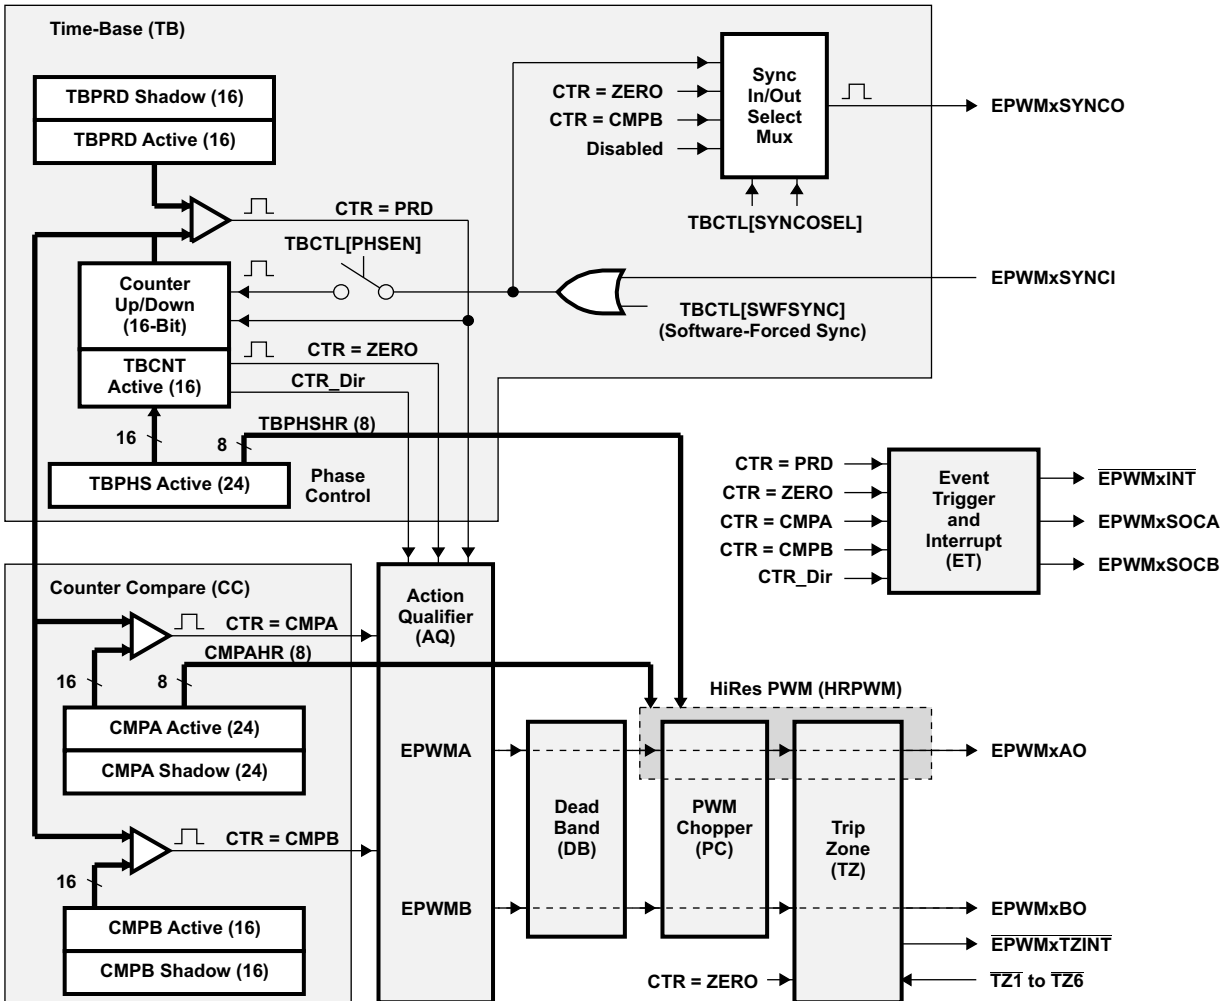 Time-Base (TB)
TBPRD Shadow (16)
TBPRD Active (16)
CTR = ZERO
CTR = CMPB
Disabled
Sync
In/Out
Select
Mux
EPWMxSYNCO
TBCTL[SYNCOSEL]
CTR = PRD
TBCTL[PHSEN]
EPWMxSYNCI
TBCTL[SWFSYNC]
(Software-Forced Sync)
Counter
Up/Down
(16-Bit)
TBCNT
Active (16)
CTR = ZERO
CTR_Dir
16
8
TBPHSHR (8)
TBPHS Active (24)
Phase
Control
CTR = PRD
CTR = ZERO
CTR = CMPA
CTR = CMPB
CTR_Dir
Event
Trigger
and
Interrupt
(ET)
EPWMxINT
EPWMxSOCA
EPWMxSOCB
Counter Compare (CC)
CTR = CMPA
16
8
CMPAHR (8)
CMPA Active (24)
CMPA Shadow (24)
CTR = CMPB
16
CMPB Active (16)
CMPB Shadow (16)
Action
Qualifier
(AQ)
EPWMA
EPWMB
HiRes PWM (HRPWM)
Dead
Band
(DB)
PWM
Chopper
(PC)
Trip
Zone
(TZ)
EPWMxAO
EPWMxBO
EPWMxTZINT
CTR = ZERO
TZ1 to TZ6